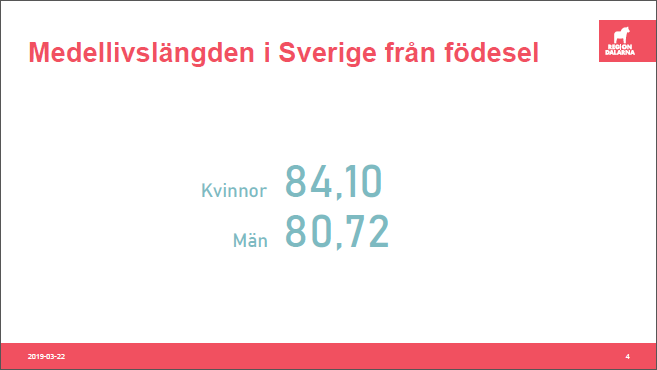 Medellivslängden i Sverige från födesel
REGION
DALARNA
Kvinnor 84,10
Män 80,72
2019-03-22
4